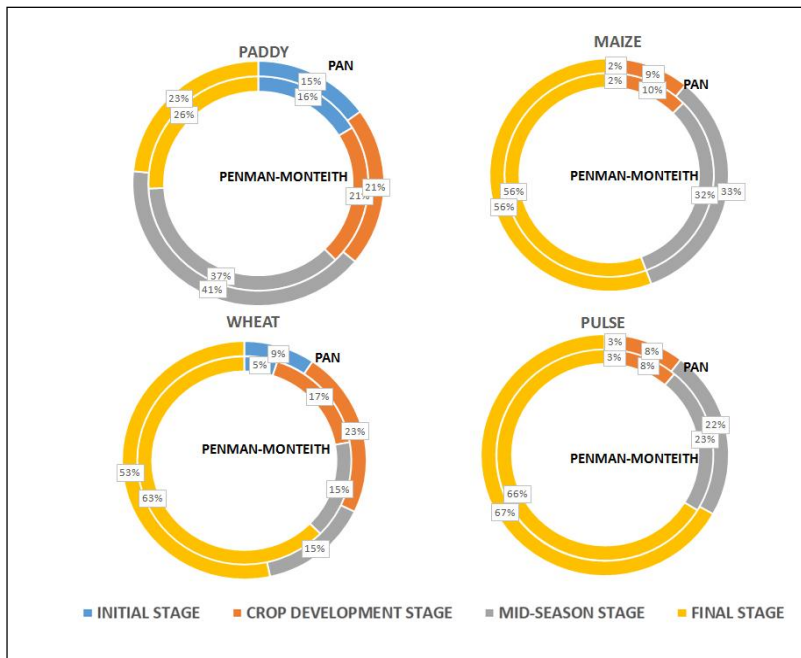 PADDY
PAN
15%
16%
23%
26%
PENMAN-MONTEITH
21%
21%
37%
41%
MAIZE
2%
9%
2%
10%
PAN
PENMAN-MONTEITH
56%
56%
32%
33%
WHEAT
9%
PAN
5%
17%
23%
PENMAN-MONTEITH
53%
63%
15%
15%
PULSE
3%
8%
3%
8%
PAN
22%
23%
PENMAN-MONTEITH
66%
67%
INITIAL STAGE CROP DEVELOPMENT STAGE MID-SEASON STAGE FINAL STAGE